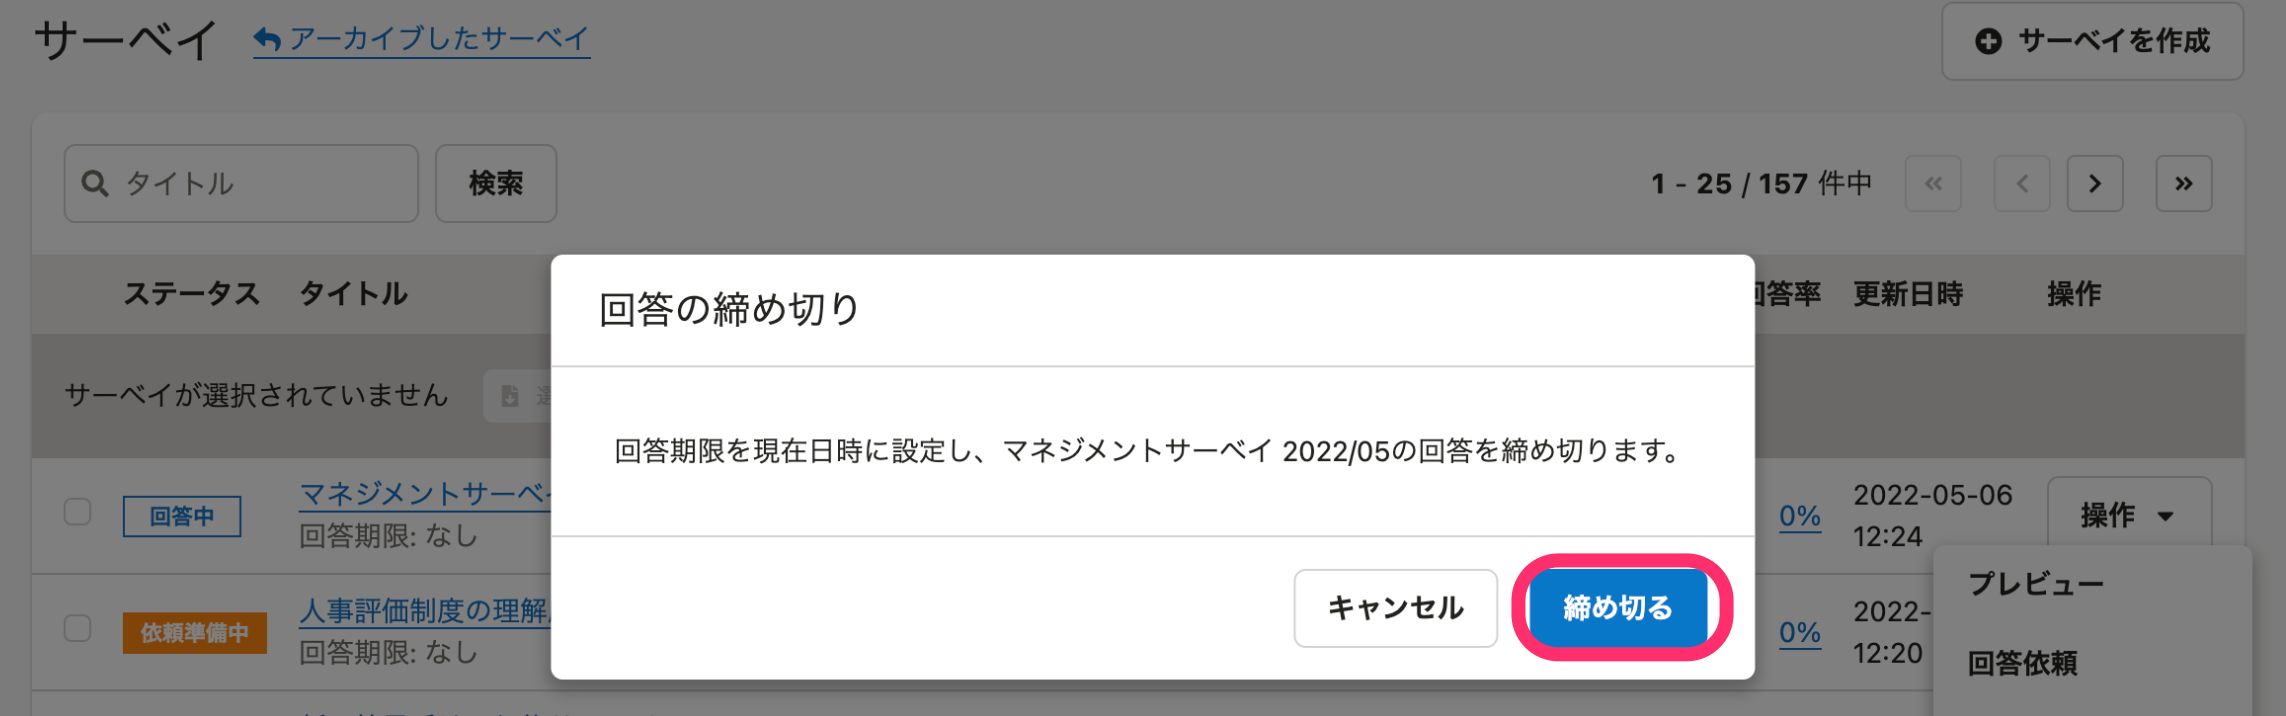 サーベイ
アーカイブしたサーベイ
サーベイを作成
タイトル
検索
1 - 25 / 157 件中
ステータス
タイトル
回答率
更新日時
操作
サーベイが選択されていません
回答の締め切り
回答期限を現在日時に設定し、マネジメントサーベイ 2022/05の回答を締め切ります。
キャンセル
締め切る
回答中
マネジメントサーベイ
回答期限: なし
0%
2022-05-06
12:24
操作
依頼準備中
人事評価制度の理解
回答期限: なし
0%
2022-
12:20
プレビュー
回答依頼